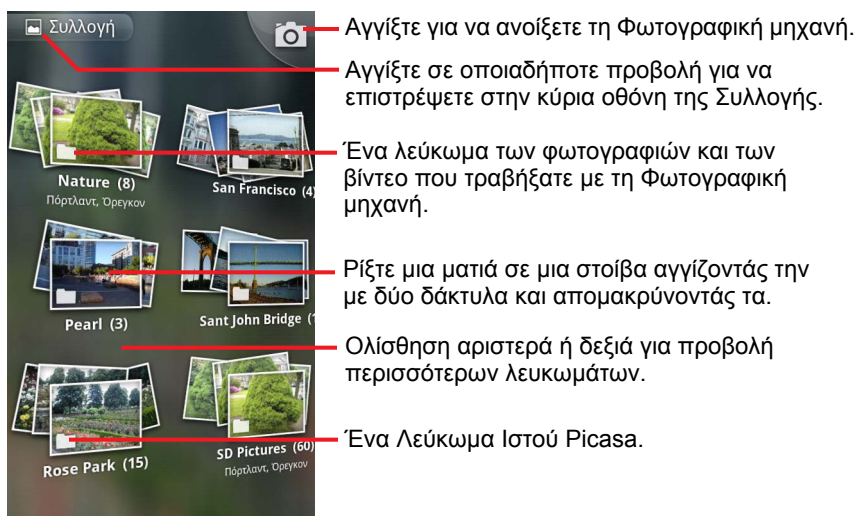 Συλλογή
Αγγίξτε για να ανοίξετε τη Φωτογραφική μηχανή.
Αγγίξτε σε οποιαδήποτε προβολή για να
επιστρέψετε στην κύρια οθόνη της Συλλογής.
Ένα λεύκωμα των φωτογραφιών και των
βίντεο που τραβήξατε με τη Φωτογραφική
μηχανή.
Nature (8)
Πόρτλαντ, Όρεγκον
San Francisco (4)
Ρίξτε μια ματιά σε μια στοίβα αγγίζοντάς την
με δύο δάκτυλα και απομακρύνοντάς τα.
Pearl (3)
Sant John Bridge (1
Ολίσθηση αριστερά ή δεξιά για προβολή
περισσότερων λευκωμάτων.
Ένα Λεύκωμα Ιστού Picasa.
Rose Park (15)
SD Pictures (60)
Πόρτλαντ, Όρεγκον